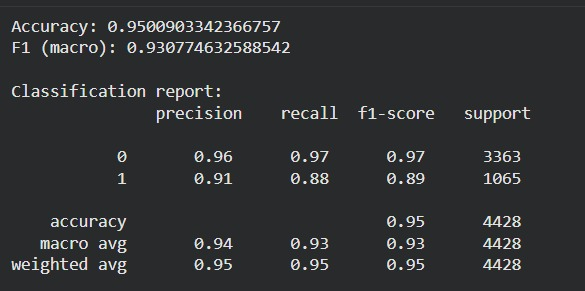 Accuracy: 0.9500903342366757
F1 (macro): 0.930774632588542
Classification report:
precision recall f1-score support
0 0.96 0.97 0.97 3363
1 0.91 0.88 0.89 1065
accuracy 0.95 4428
macro avg 0.94 0.93 0.93 4428
weighted avg 0.95 0.95 0.95 4428